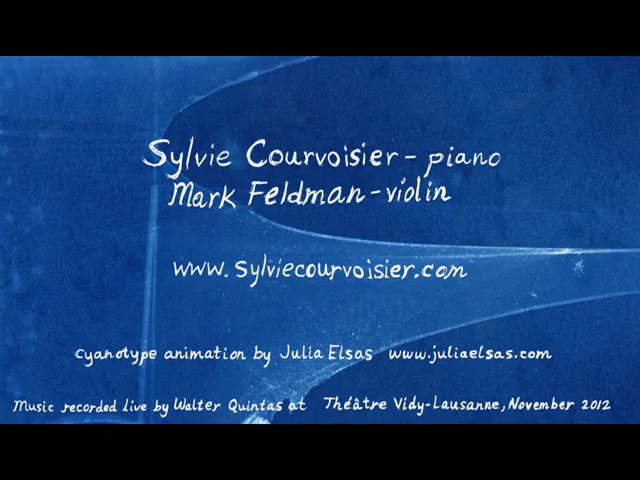 Sylvie Courvoisier - piano
Mark Feldman - violin
www.sylviecourvoisier.com
cyanotype animation by Julia Elsas www.juliaelsas.com
Music recorded live by Walter Quintas at Théâtre Vidy-Lausanne, November 2012